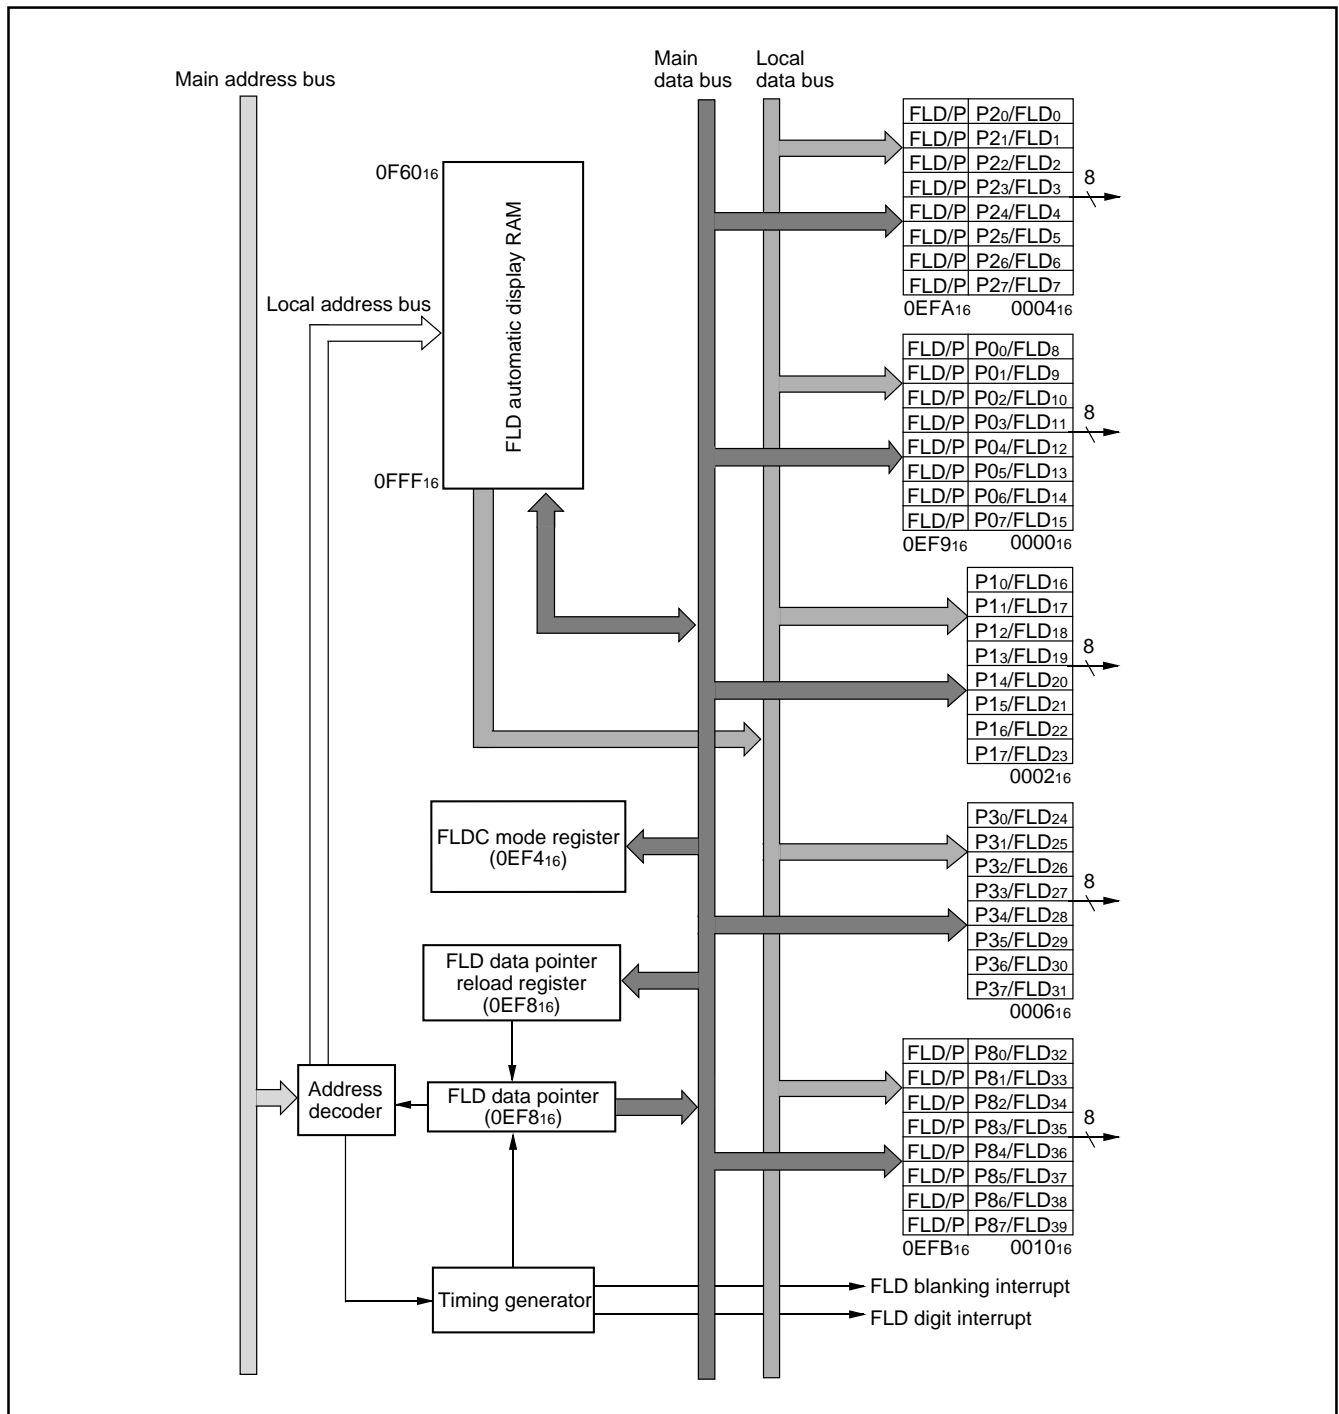 Main address bus
Main
data bus
Local
data bus
0F6016
FLD automatic display RAM
0FFF16
Local address bus
FLDC mode register
(0EF416)
FLD data pointer
reload register
(0EF816)
Address
decoder
FLD data pointer
(0EF816)
Timing generator
FLD blanking interrupt
FLD digit interrupt
FLD/P P20/FLD0
FLD/P P21/FLD1
FLD/P P22/FLD2
FLD/P P23/FLD3
FLD/P P24/FLD4
FLD/P P25/FLD5
FLD/P P26/FLD6
FLD/P P27/FLD7
8
0EFA16 000416
FLD/P P00/FLD8
FLD/P P01/FLD9
FLD/P P02/FLD10
FLD/P P03/FLD11
FLD/P P04/FLD12
FLD/P P05/FLD13
FLD/P P06/FLD14
FLD/P P07/FLD15
8
0EF916 000016
P10/FLD16
P11/FLD17
P12/FLD18
P13/FLD19
P14/FLD20
P15/FLD21
P16/FLD22
P17/FLD23
8
000216
P30/FLD24
P31/FLD25
P32/FLD26
P33/FLD27
P34/FLD28
P35/FLD29
P36/FLD30
P37/FLD31
8
000616
FLD/P P80/FLD32
FLD/P P81/FLD33
FLD/P P82/FLD34
FLD/P P83/FLD35
FLD/P P84/FLD36
FLD/P P85/FLD37
FLD/P P86/FLD38
FLD/P P87/FLD39
8
0EFB16 001016